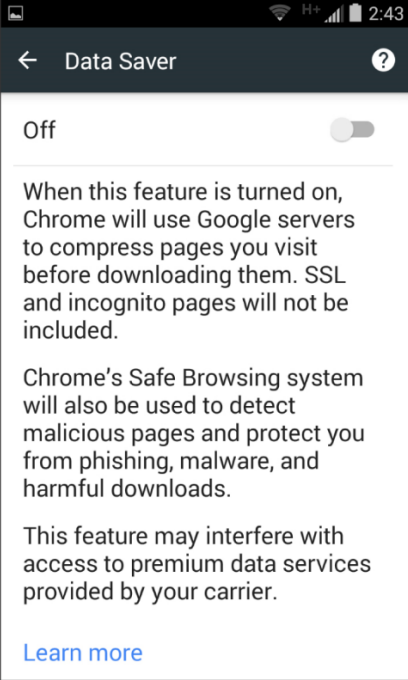 H+ 2:43
Data Saver ?
Off
When this feature is turned on,
Chrome will use Google servers
to compress pages you visit
before downloading them. SSL
and incognito pages will not be
included.
Chrome's Safe Browsing system
will also be used to detect
malicious pages and protect you
from phishing, malware, and
harmful downloads.
This feature may interfere with
access to premium data services
provided by your carrier.
Learn more